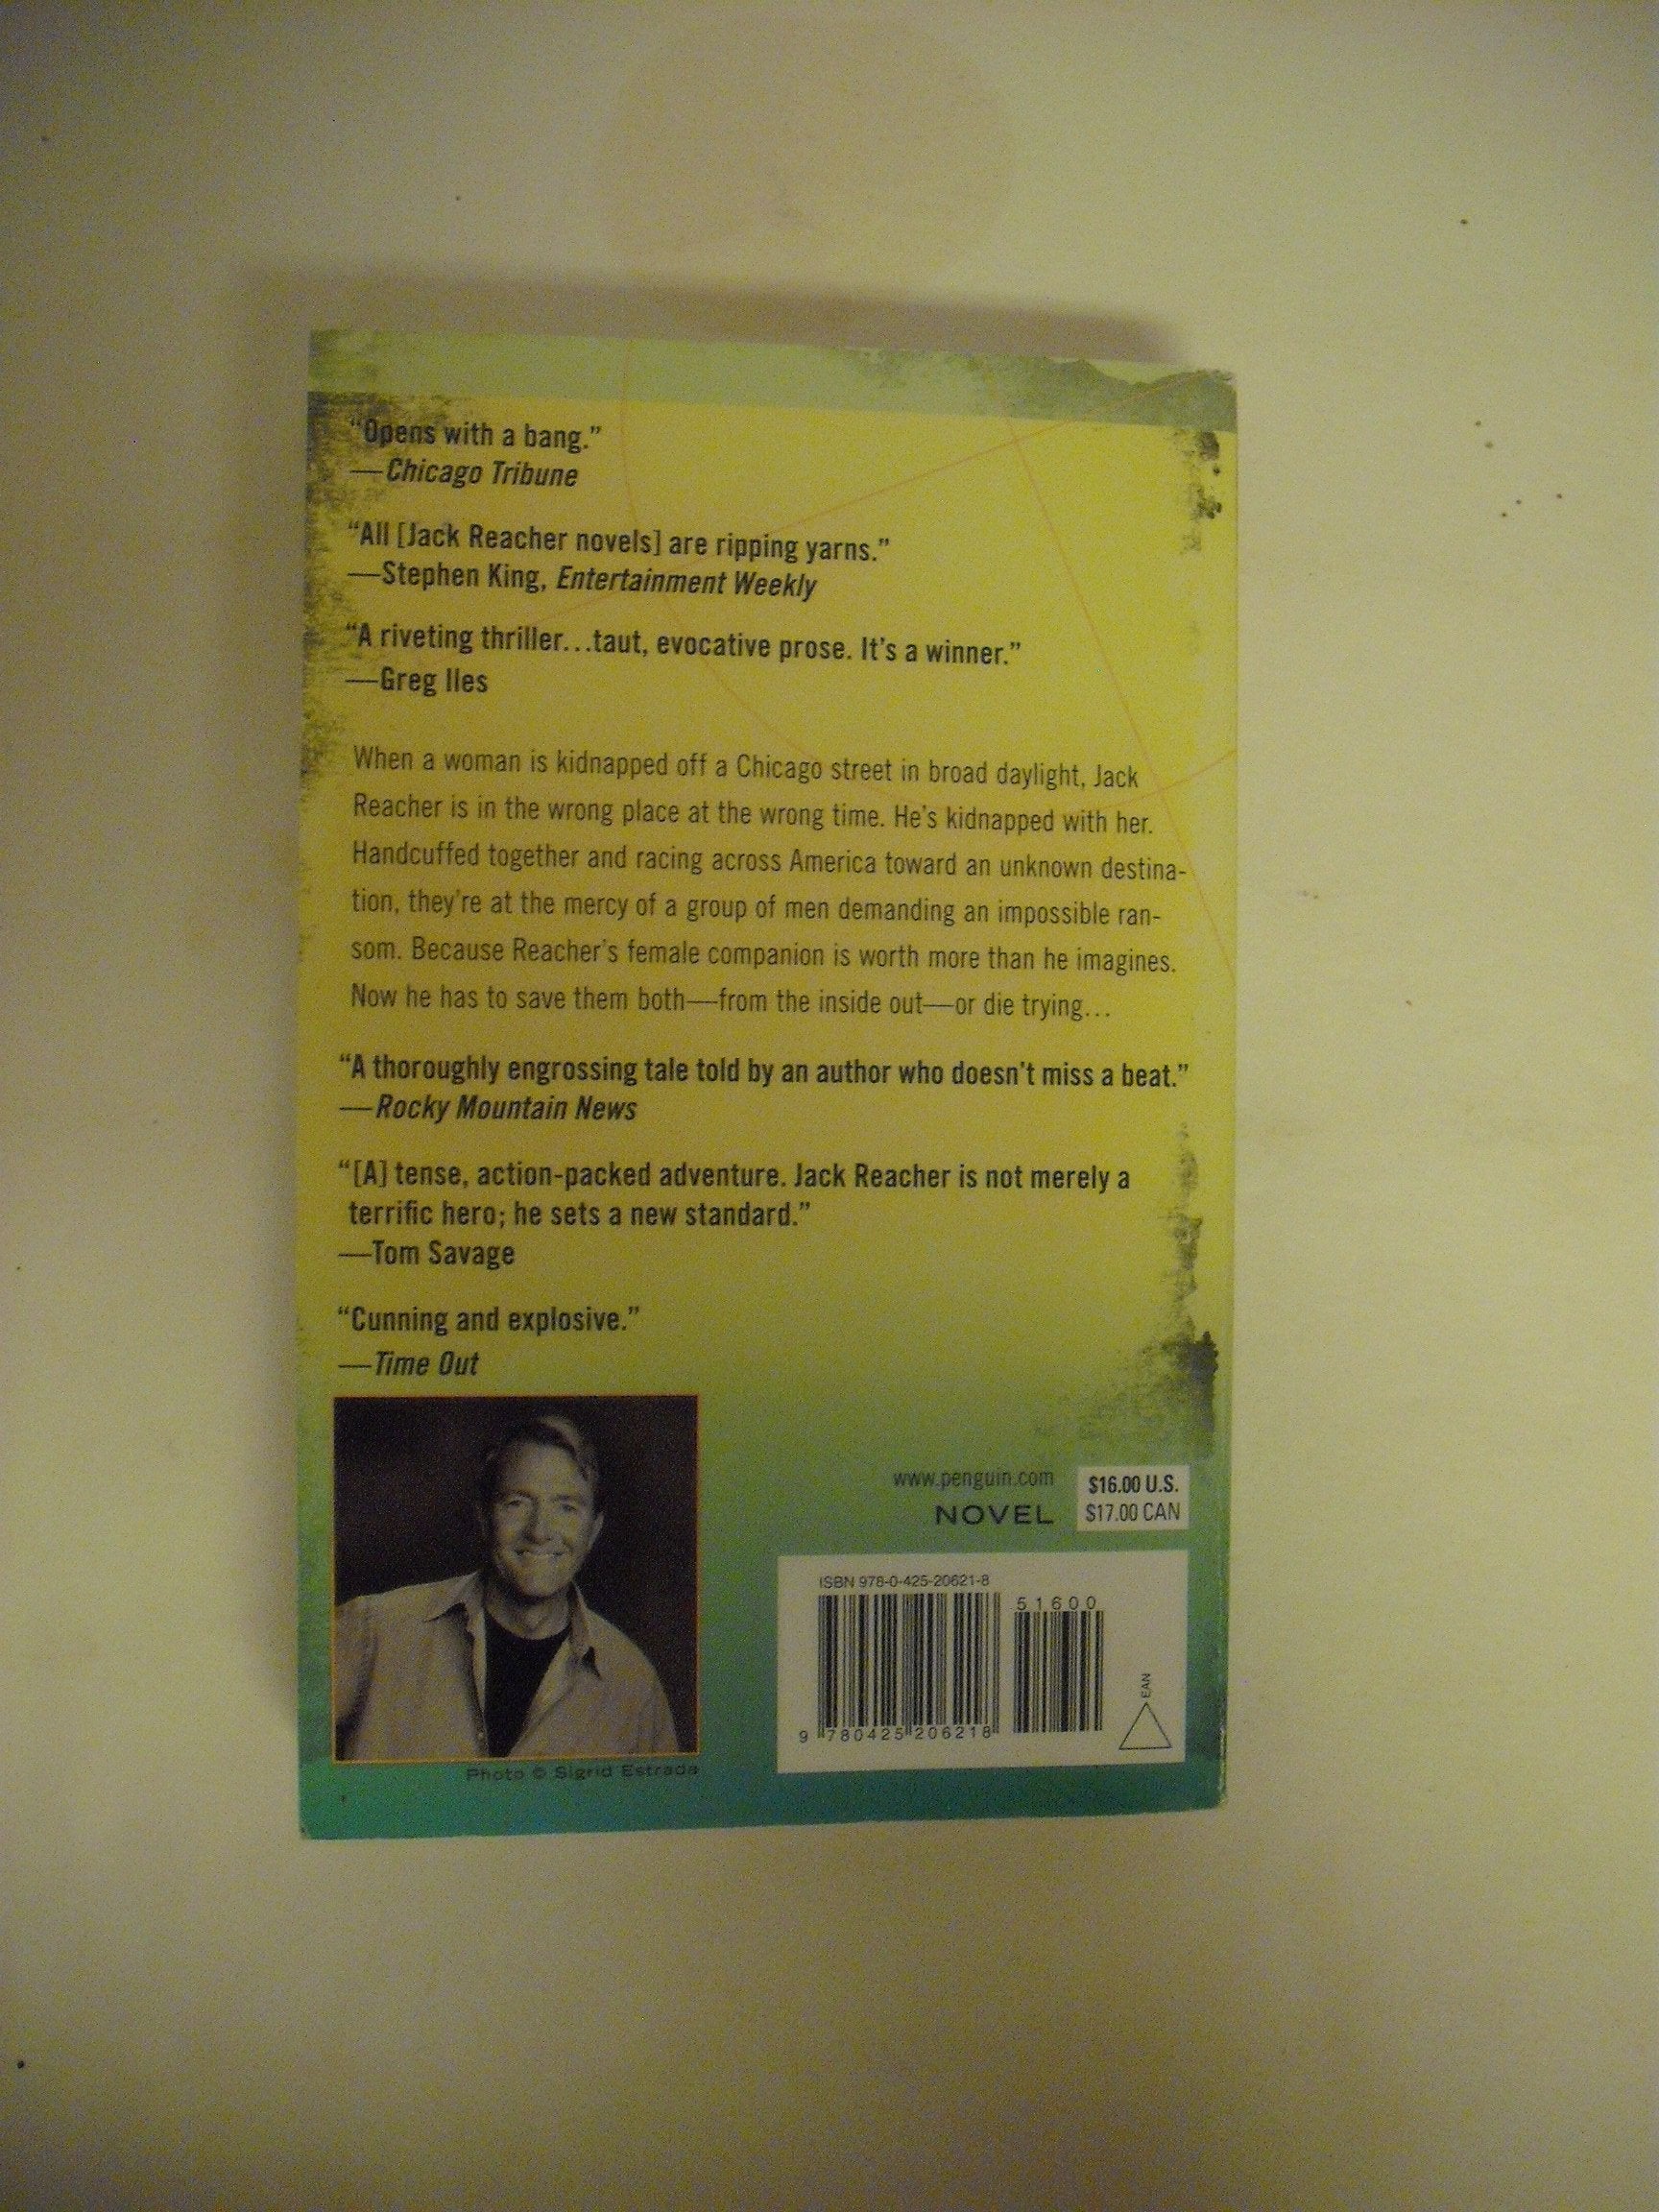 “Opens with a bang.”
—Chicago Tribune
“All [Jack Reacher novels] are ripping yarns.”
—Stephen King, Entertainment Weekly
“A riveting thriller...taut, evocative prose. It’s a winner.”
—Greg Iles
When a woman is kidnapped off a Chicago street in broad daylight, Jack
Reacher is in the wrong place at the wrong time. He’s kidnapped with her.
Handcuffed together and racing across America toward an unknown destina-
tion, they’re at the mercy of a group of men demanding an impossible ran-
som. Because Reacher’s female companion is worth more than he imagines.
Now he has to save them both—from the inside out—or die trying...
“A thoroughly engrossing tale told by an author who doesn’t miss a beat.”
—Rocky Mountain News
“[A] tense, action-packed adventure. Jack Reacher is not merely a
terrific hero; he sets a new standard.”
—Tom Savage
“Cunning and explosive.”
—Time Out
Photo © Sigrid Estrada
www.penguin.com
NOVEL
$16.00 U.S.
$17.00 CAN
ISBN 978-0-425-20621-8
51600
9 780425 206218
EAN